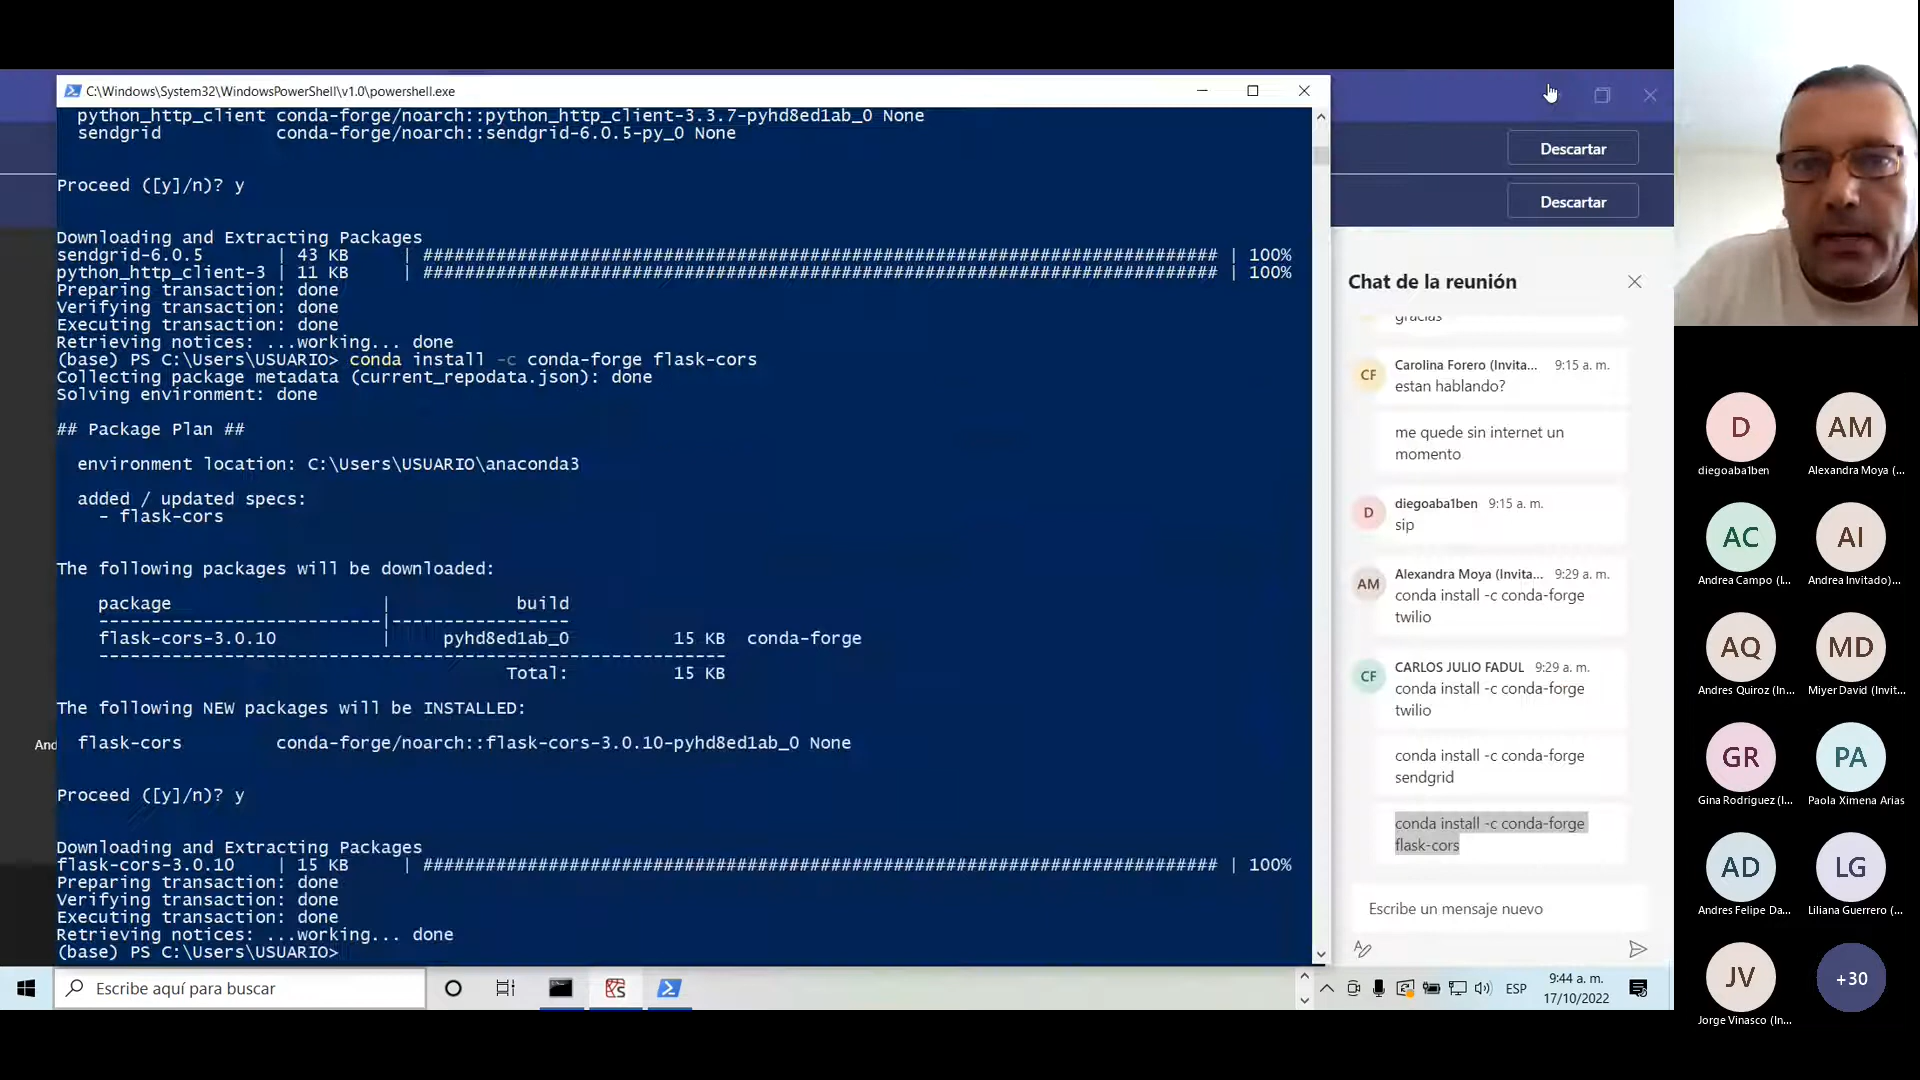 C:\Windows\System32\WindowsPowerShell\v1.0\powershell.exe
python_http_client conda-forge/noarch::python_http_client-3.3.7-pyhd8ed1ab_0 None
sendgrid conda-forge/noarch::sendgrid-6.0.5-py_0 None
Proceed ([y]/n)? y
Downloading and Extracting Packages
sendgrid-6.0.5 | 43 KB | ############################################################################ | 100%
python_http_client-3 | 11 KB | ############################################################################ | 100%
Preparing transaction: done
Verifying transaction: done
Executing transaction: done
Retrieving notices: ...working... done
(base) PS C:\Users\USUARIO> conda install -c conda-forge flask-cors
Collecting package metadata (current_repodata.json): done
Solving environment: done
## Package Plan ##
environment location: C:\Users\USUARIO\anaconda3
added / updated specs:
- flask-cors
The following packages will be downloaded:
package | build
---------------------------|-----------------
flask-cors-3.0.10 | pyhd8ed1ab_0 15 KB conda-forge
------------------------------------------------------------
Total: 15 KB
The following NEW packages will be INSTALLED:
flask-cors conda-forge/noarch::flask-cors-3.0.10-pyhd8ed1ab_0 None
Proceed ([y]/n)? y
Downloading and Extracting Packages
flask-cors-3.0.10 | 15 KB | ############################################################################ | 100%
Preparing transaction: done
Verifying transaction: done
Executing transaction: done
Retrieving notices: ...working... done
(base) PS C:\Users\USUARIO>
And
Descartar
Descartar
Chat de la reunión
gracias
CF
Carolina Forero (Invita... 9:15 a. m.
estan hablando?
me quede sin internet un
momento
D
diegoaba1ben 9:15 a. m.
sip
AM
Alexandra Moya (Invita... 9:29 a. m.
conda install -c conda-forge
twilio
CF
CARLOS JULIO FADUL 9:29 a. m.
conda install -c conda-forge
twilio
conda install -c conda-forge
sendgrid
conda install -c conda-forge
flask-cors
Escribe un mensaje nuevo
Escribe aquí para buscar
ESP
9:44 a. m.
17/10/2022
D AM
diegoaba1ben Alexandra Moya (...
AC AI
Andrea Campo (I... Andrea Invitado)...
AQ MD
Andres Quiroz (In... Miyer David (Invit...
GR PA
Gina Rodríguez (I... Paola Ximena Arias
AD LG
Andres Felipe Da... Liliana Guerrero (...
JV +30
Jorge Vinasco (In...